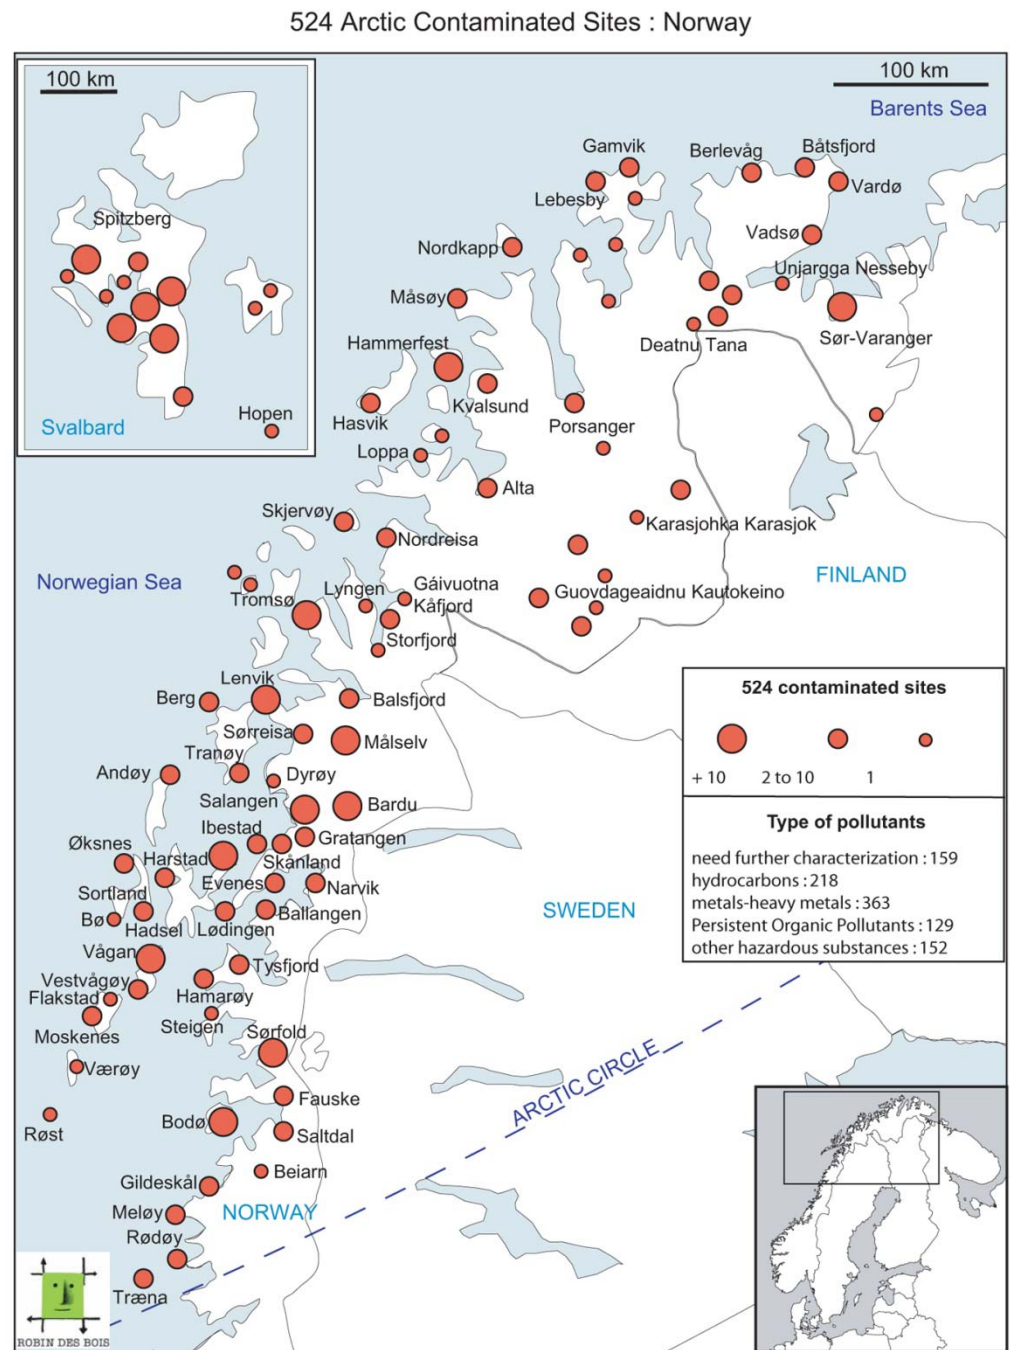 524 Arctic Contaminated Sites : Norway
100 km
100 km
Barents Sea
Gamvik
Berlevåg
Båtsfjord
Lebesby
Vardø
Spitzberg
Nordkapp
Vadsø
Unjargga Nesseby
Måsøy
Deatnu Tana
Sør-Varanger
Hammerfest
Kvalsund
Hopen
Svalbard
Hasvik
Porsanger
Loppa
Alta
Skjervøy
Karasjohka Karasjok
Nordreisa
Norwegian Sea
FINLAND
Tromsø
Lyngen
Gáivuotna
Kåfjord
Guovdageaidnu Kautokeino
Storfjord
Lenvik
Berg
Balsfjord
524 contaminated sites
Sørreisa
Målselv
Tranøy
Andøy
Dyrøy
+ 10
2 to 10
1
Salangen
Bardu
Type of pollutants
Ibestad
Gratangen
Øksnes
Harstad
Skånland
need further characterization : 159
hydrocarbons : 218
metals-heavy metals : 363
Persistent Organic Pollutants : 129
other hazardous substances : 152
Sortland
Evenes
Narvik
Bø
Hadsel
Lødingen
Ballangen
SWEDEN
Vågan
Tysfjord
Vestvågøy
Flakstad
Hamarøy
Moskenes
Steigen
Sørfold
Værøy
ARCTIC CIRCLE
Fauske
Røst
Bodø
Saltdal
Beiarn
Gildeskål
Meløy
NORWAY
Rødøy
Træna
ROBIN DES BOIS